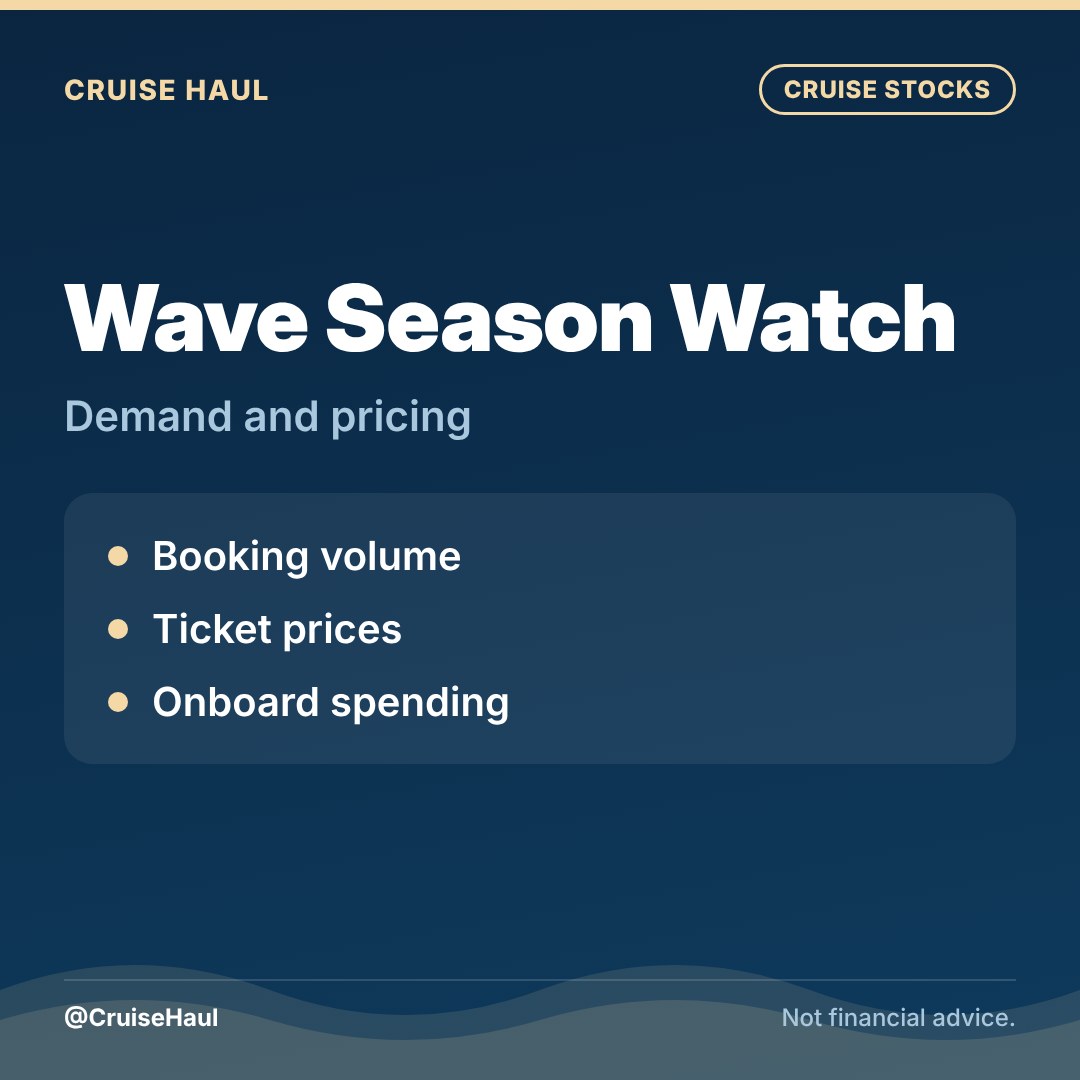 CRUISE HAUL
CRUISE STOCKS
Wave Season Watch
Demand and pricing
Booking volume
Ticket prices
Onboard spending
@CruiseHaul
Not financial advice.